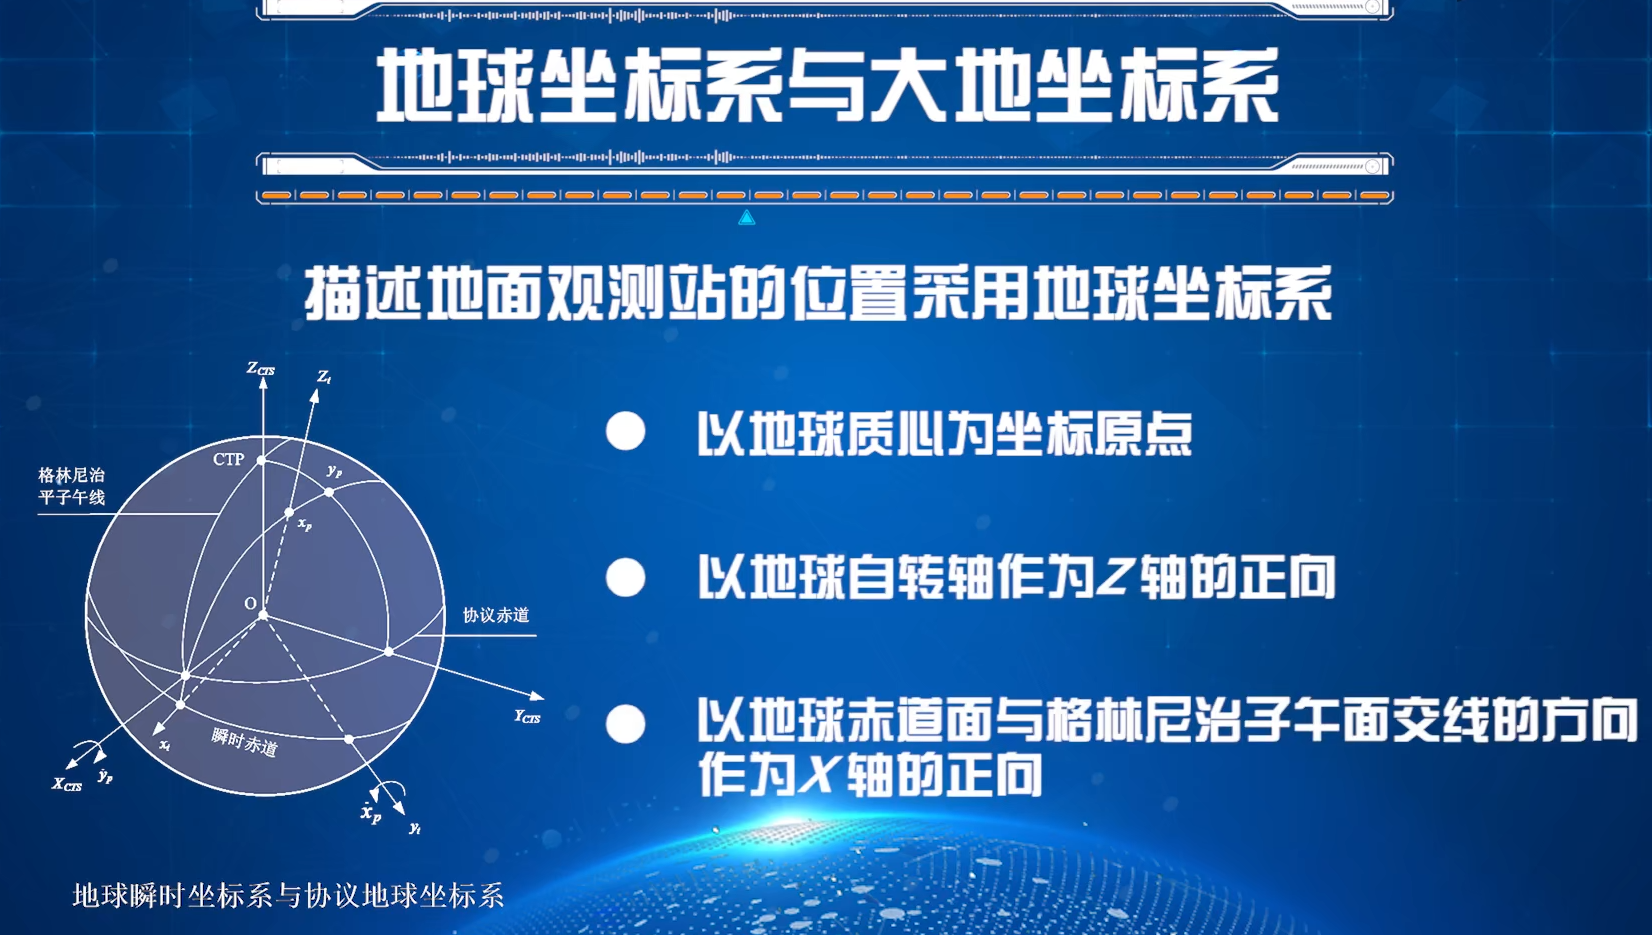 地球坐标系与大地坐标系
描述地面观测站的位置采用地球坐标系
以地球质心为坐标原点
以地球自转轴作为Z轴的正向
以地球赤道面与格林尼治子午面交线的方向
作为X轴的正向
Z_CTS
Z_t
CTP
y_p
格林尼治
平子午线
x_p
O
协议赤道
Y_CTS
x_t
瞬时赤道
X_CTS
y_p
x_p
y_t
地球瞬时坐标系与协议地球坐标系